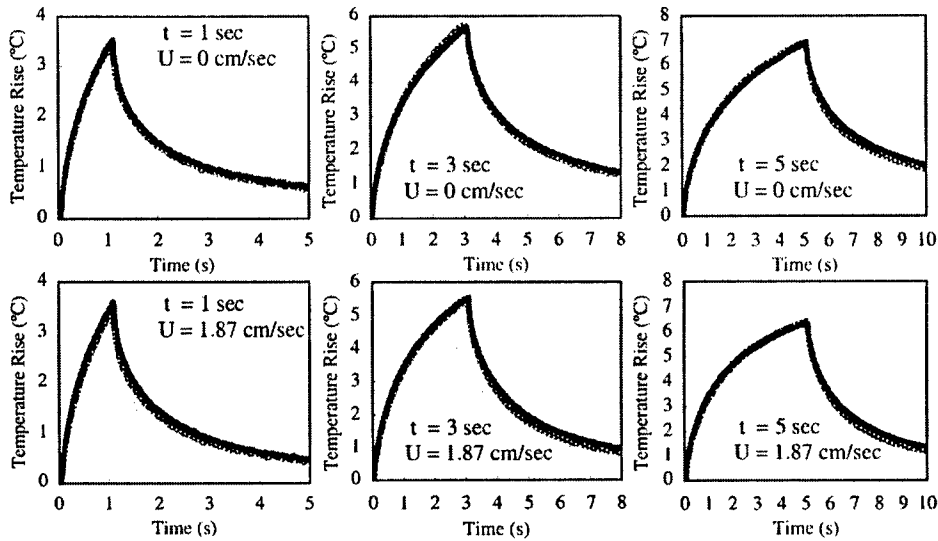 Temperature Rise (°C)
4
3
2
1
0
t = 1 sec
U = 0 cm/sec
0 1 2 3 4 5
Time (s)
Temperature Rise (°C)
6
5
4
3
2
1
0
t = 3 sec
U = 0 cm/sec
0 1 2 3 4 5 6 7 8
Time (s)
Temperature Rise (°C)
8
7
6
5
4
3
2
1
0
t = 5 sec
U = 0 cm/sec
0 1 2 3 4 5 6 7 8 9 10
Time (s)
Temperature Rise (°C)
4
3
2
1
0
t = 1 sec
U = 1.87 cm/sec
0 1 2 3 4 5
Time (s)
Temperature Rise (°C)
6
5
4
3
2
1
0
t = 3 sec
U = 1.87 cm/sec
0 1 2 3 4 5 6 7 8
Time (s)
Temperature Rise (°C)
8
7
6
5
4
3
2
1
0
t = 5 sec
U = 1.87 cm/sec
0 1 2 3 4 5 6 7 8 9 10
Time (s)